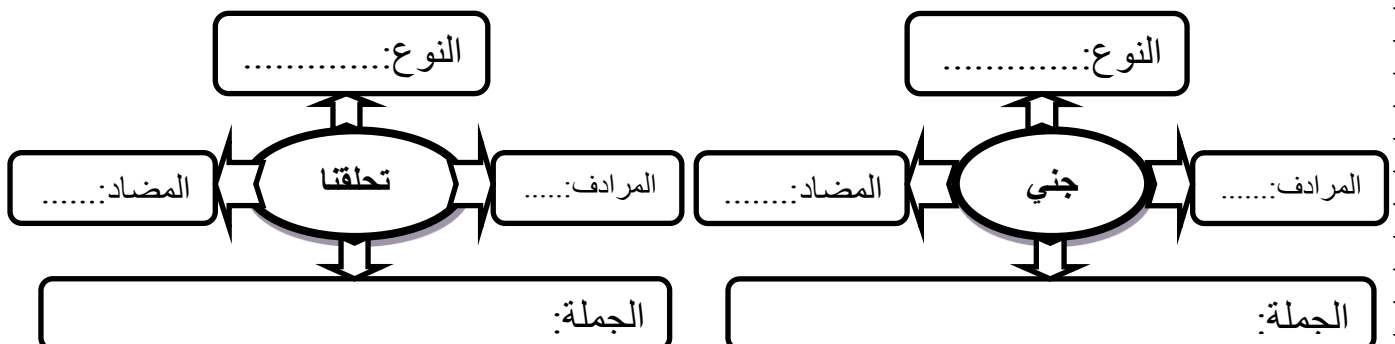 النوع:.............. النوع:..............
المرادف:...... جني المضاد:....... المرادف:..... تحلقنا المضاد:.......
الجملة: الجملة: